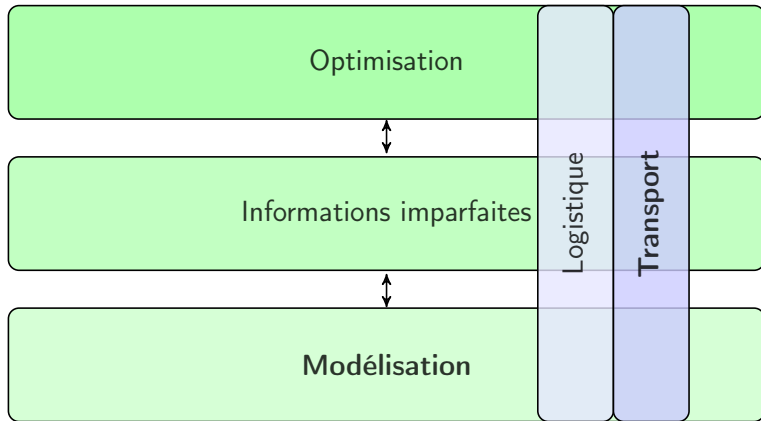 Optimisation
Informations imparfaites
Modélisation
Logistique
Transport